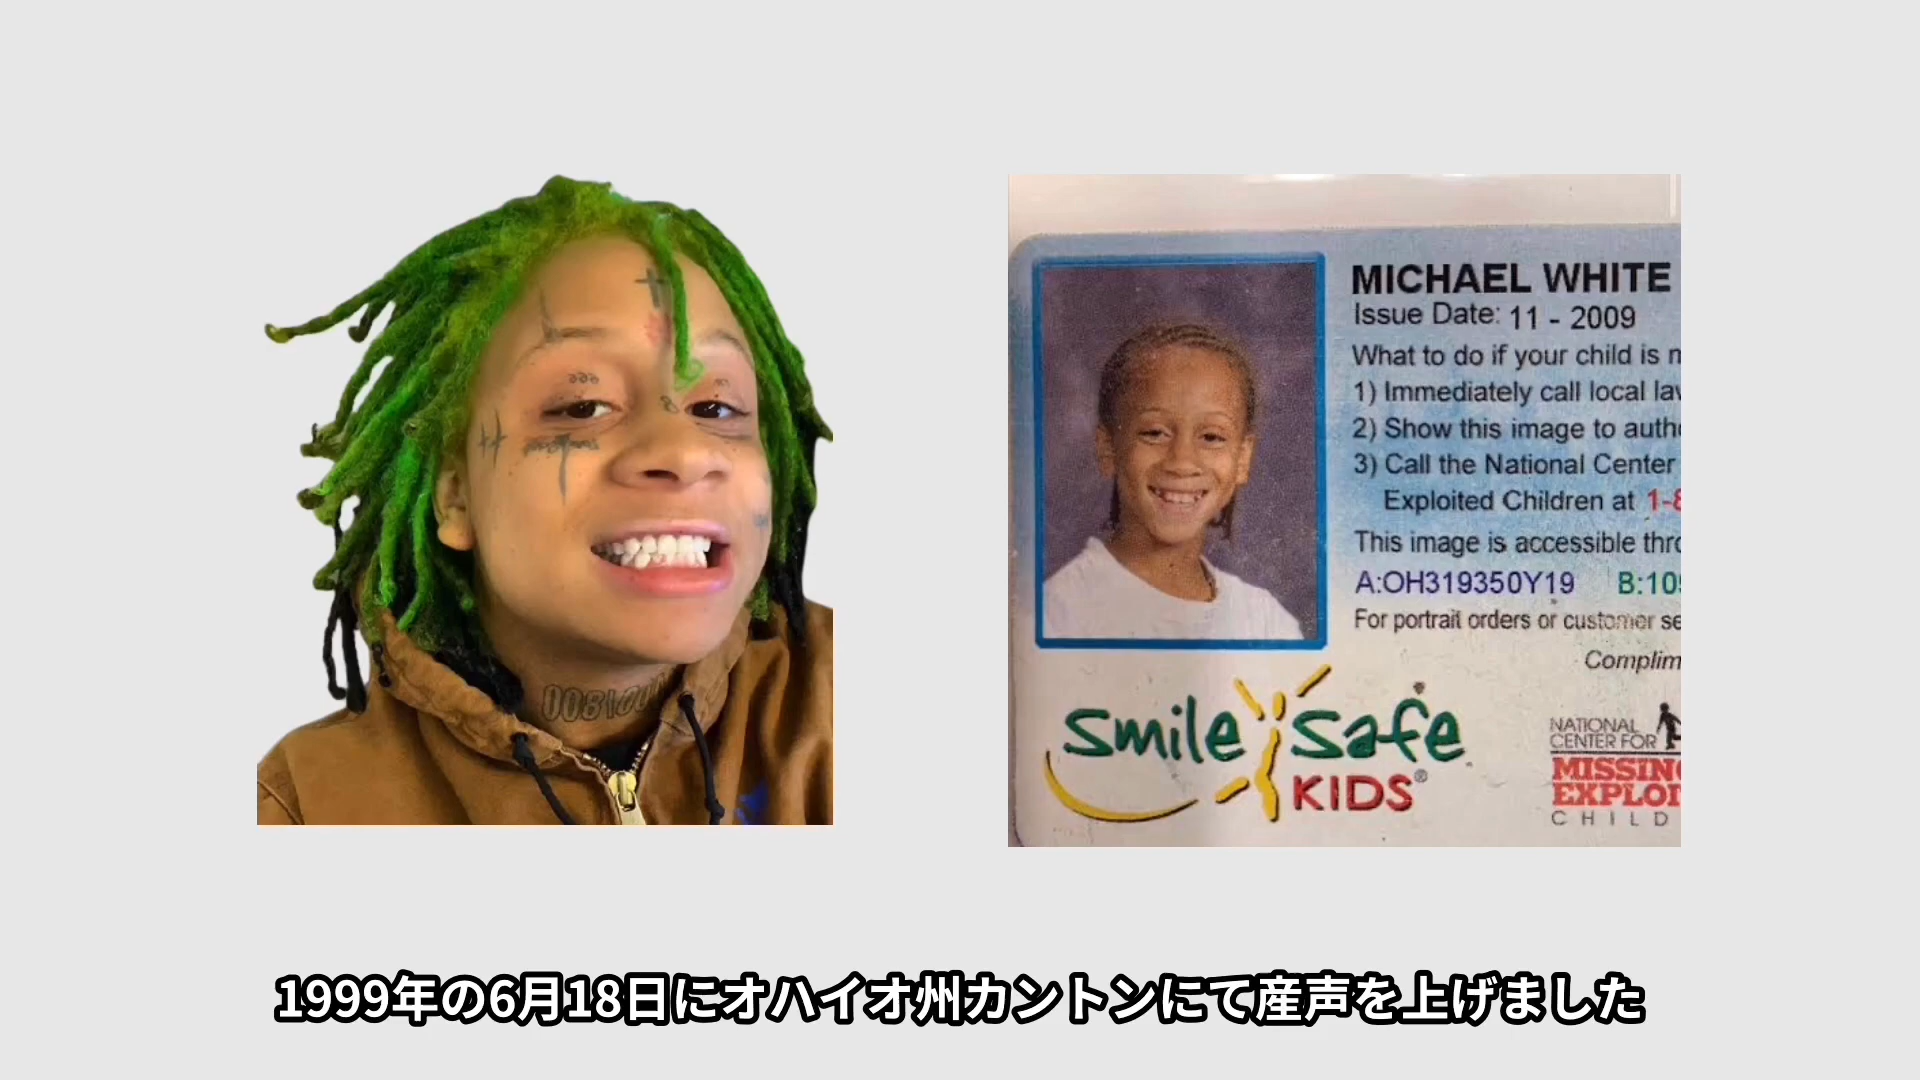 MICHAEL WHITE
Issue Date: 11 - 2009
What to do if your child is
1) Immediately call local
2) Show this image to
3) Call the National Center
Exploited Children at
This image is accessible
A:OH319350Y19
For portrait orders or customer
Smile Safe
KIDS®
NATIONAL
CENTER FOR
MISSING
666
1999年の6月18日にオハイオ州カントンにて産声を上げました